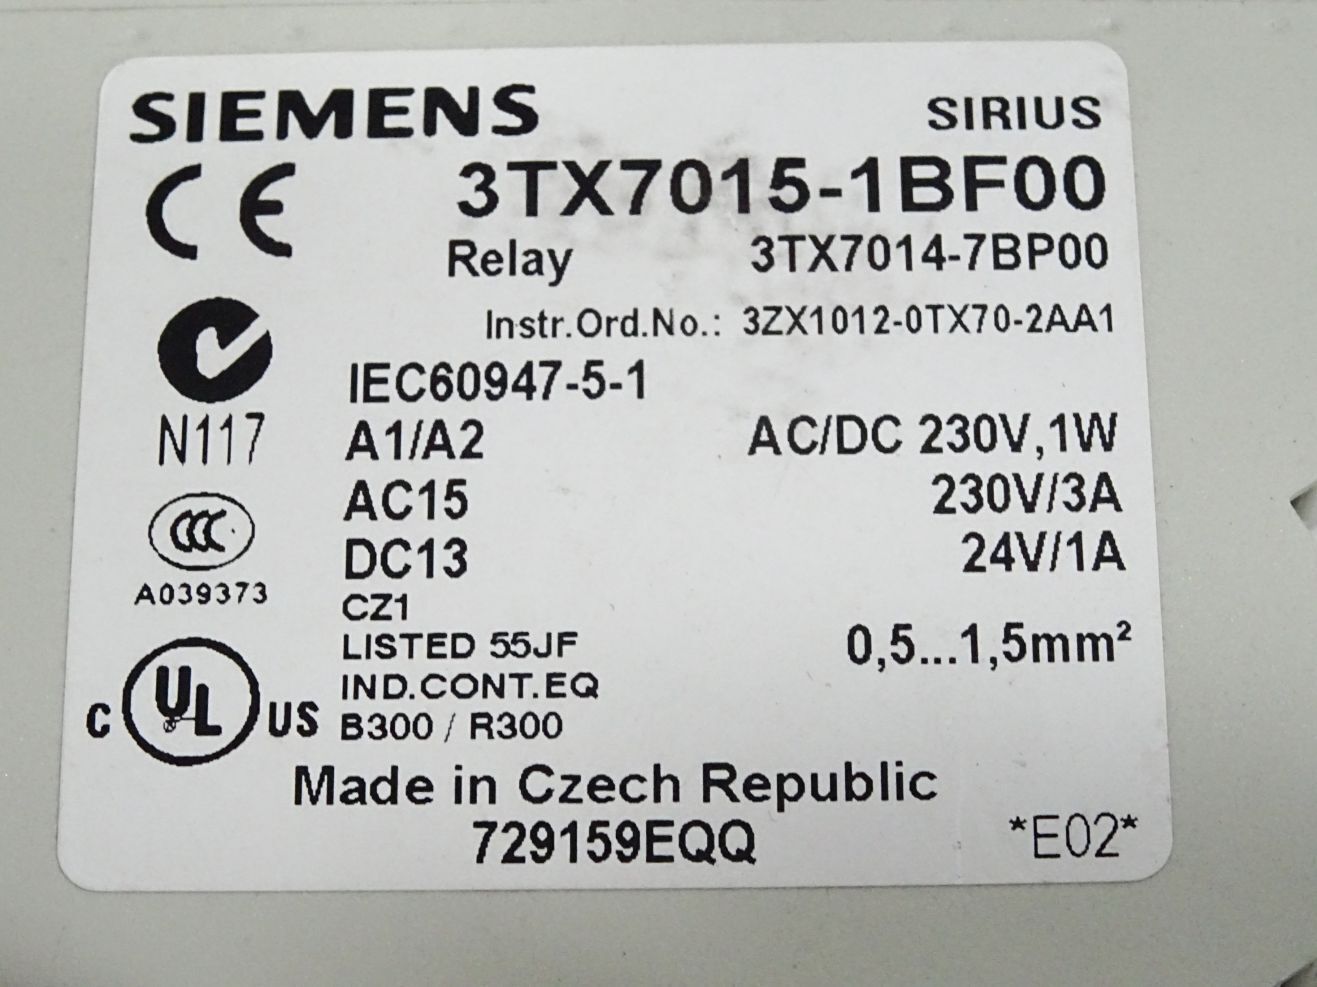 SIEMENS SIRIUS
CE 3TX7015-1BF00
Relay 3TX7014-7BP00
Instr.Ord.No.: 3ZX1012-0TX70-2AA1
IEC60947-5-1
N117 A1/A2 AC/DC 230V,1W
AC15 230V/3A
CCC DC13 24V/1A
A039373 CZ1
LISTED 55JF 0,5...1,5mm²
IND.CONT.EQ
C UL US B300 / R300
Made in Czech Republic
729159EQQ *E02*